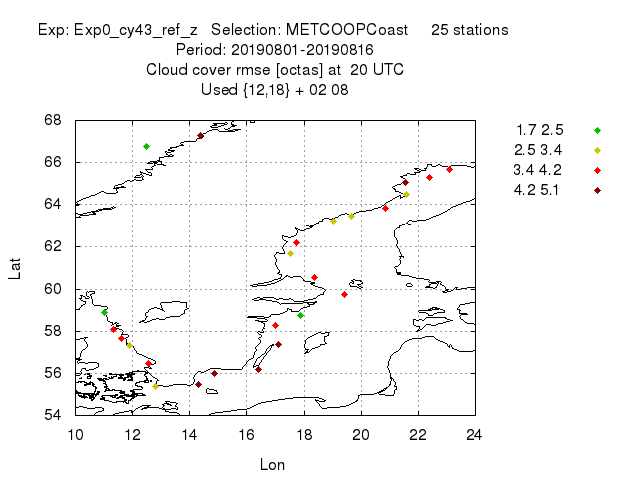 Exp: Exp0_cy43_ref_z Selection: METCOOPCoast 25 stations
Period: 20190801-20190816
Cloud cover rmse [octas] at 20 UTC
Used {12,18} + 02 08
1.7 2.5
2.5 3.4
3.4 4.2
4.2 5.1
68
66
64
62
60
58
56
54
Lat
10 12 14 16 18 20 22 24
Lon